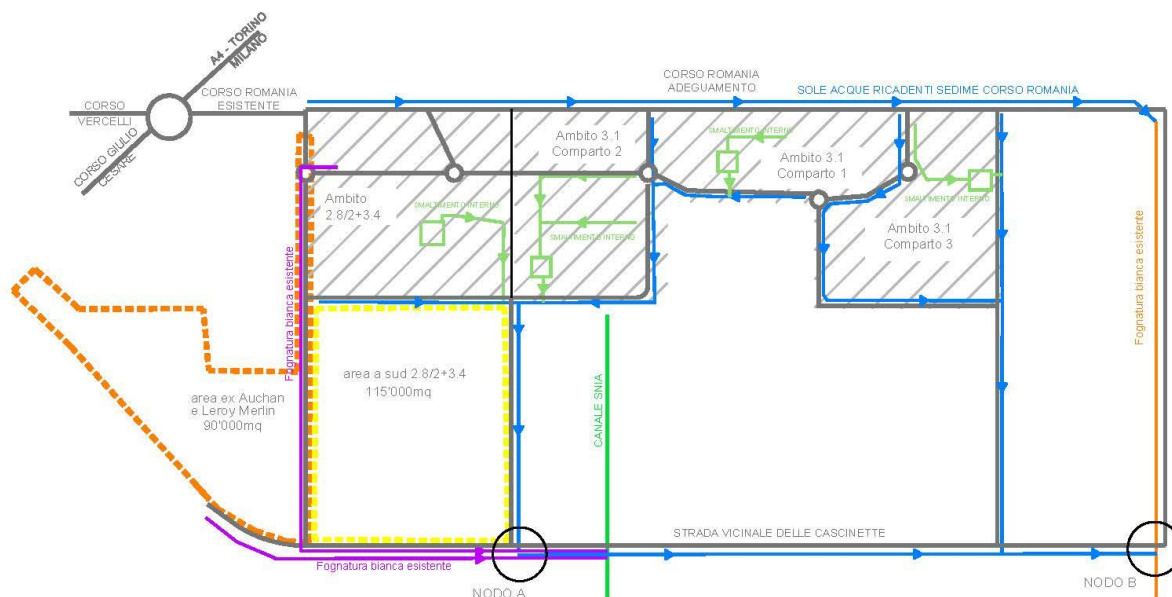 A4 - TORINO
MILANO
CORSO
VERCELLI
CORSO ROMANIA
ESISTENTE
CORSO GIULIO
CESARE
CORSO ROMANIA
ADEGUAMENTO
SOLE ACQUE RICADENTI SEDIME CORSO ROMANIA
Ambito 3.1
Comparto 2
SMALTIMENTO INTERNO
Ambito 3.1
Comparto 1
Ambito
2.8/2+3.4
SMALTIMENTO INTERNO
SMALTIMENTO INTERNO
SMALTIMENTO INTERNO
Ambito 3.1
Comparto 3
Fognatura bianca esistente
Fognatura bianca esistente
area a sud 2.8/2+3.4
115'000mq
area ex Auchan
e Leroy Merlin
90'000mq
CANALE SNIA
STRADA VICINALE DELLE CASCINETTE
Fognatura bianca esistente
NODO A
NODO B